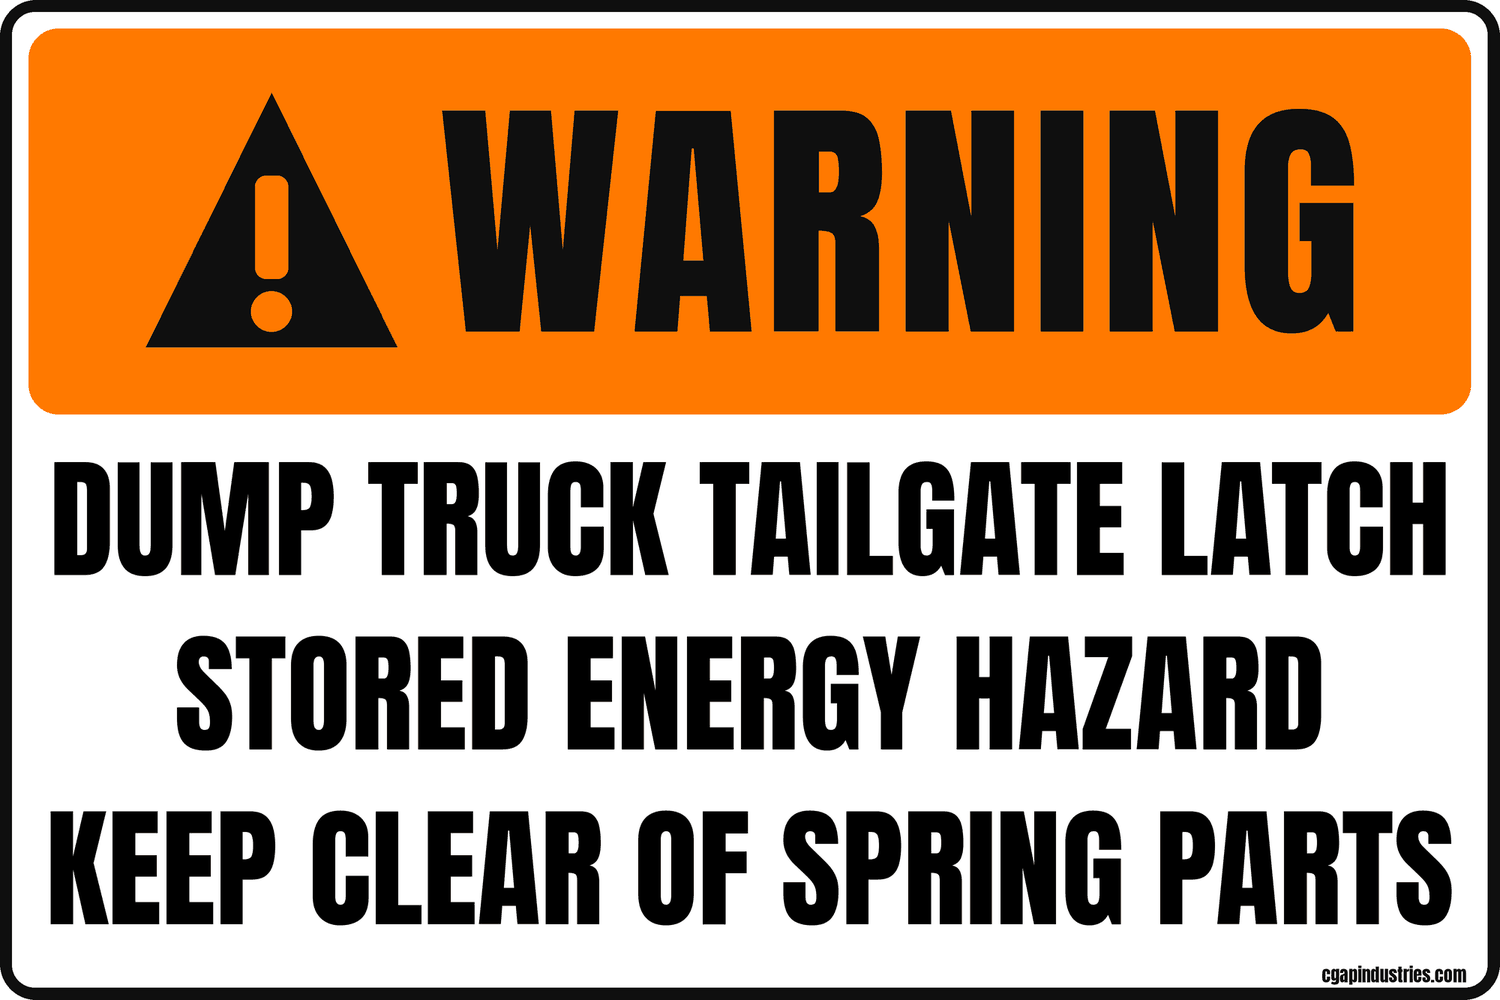 WARNING
DUMP TRUCK TAILGATE LATCH
STORED ENERGY HAZARD
KEEP CLEAR OF SPRING PARTS
cgapindustries.com